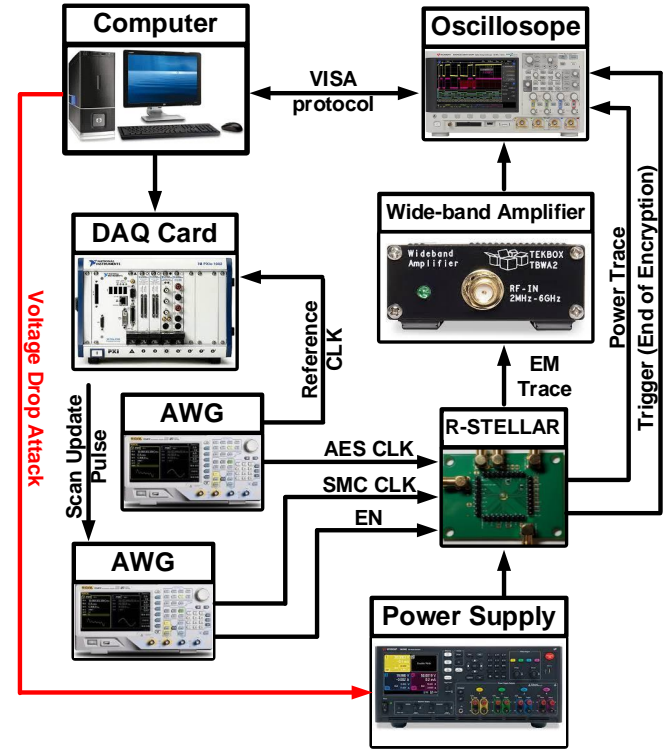 Computer
Oscillosope
VISA
protocol
DAQ Card
Wide-band Amplifier
Wideband
Amplifier
TEKBOX
TBWA2
RF-IN
2MHz-6GHz
Voltage Drop Attack
Reference
CLK
Power Trace
Trigger (End of Encryption)
EM
Trace
Scan Update
Pulse
AWG
R-STELLAR
AES CLK
SMC CLK
EN
AWG
Power Supply